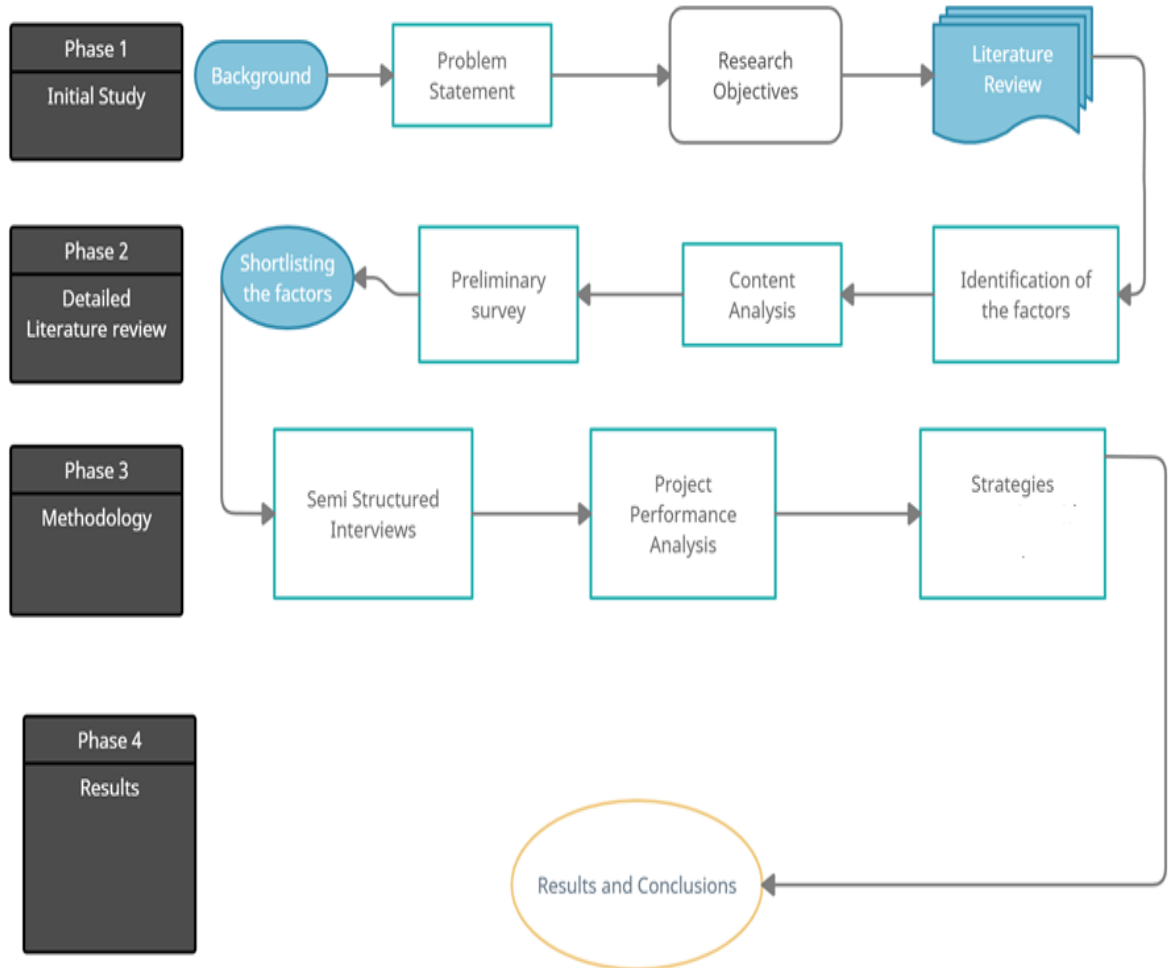 Phase 1
Initial Study
Background
Problem
Statement
Research
Objectives
Literature
Review
Phase 2
Detailed
Literature review
Shortlisting
the factors
Preliminary
survey
Content
Analysis
Identification of
the factors
Phase 3
Methodology
Semi Structured
Interviews
Project
Performance
Analysis
Strategies
Phase 4
Results
Results and Conclusions